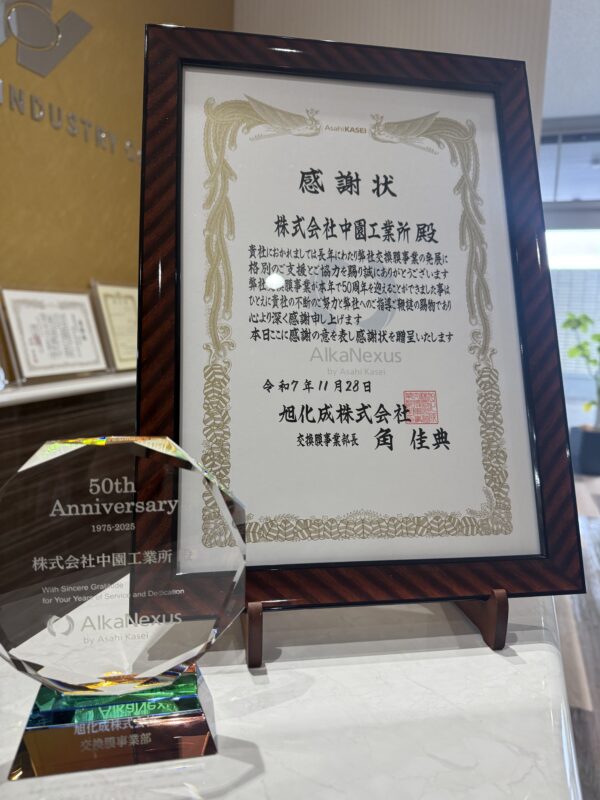 INDUSTRY
AsahiKASEI
感謝状
株式会社中園工業所 殿
貴社におかれましては長年にわたり弊社交換膜事業の発展に
格別のご支援とご協力を賜り誠にありがとうございます
弊社交換膜事業が本年で50周年を迎えることができました事は
ひとえに貴社の不断のご努力と弊社へのご指導ご鞭撻の賜物であり
心より深く感謝申し上げます
本日ここに感謝の意を表し感謝状を贈呈いたします
AlkaNexus
by Asahi Kasei
令和7年11月28日
旭化成株式会社
交換膜事業部長 角 佳典
50th
Anniversary
1975-2025
株式会社中園工業所 殿
With Sincere Gratitude
for Your Years of Service and Dedication
AlkaNexus
by Asahi Kasei
AlkaNexus
旭化成株式会
交換膜事業部